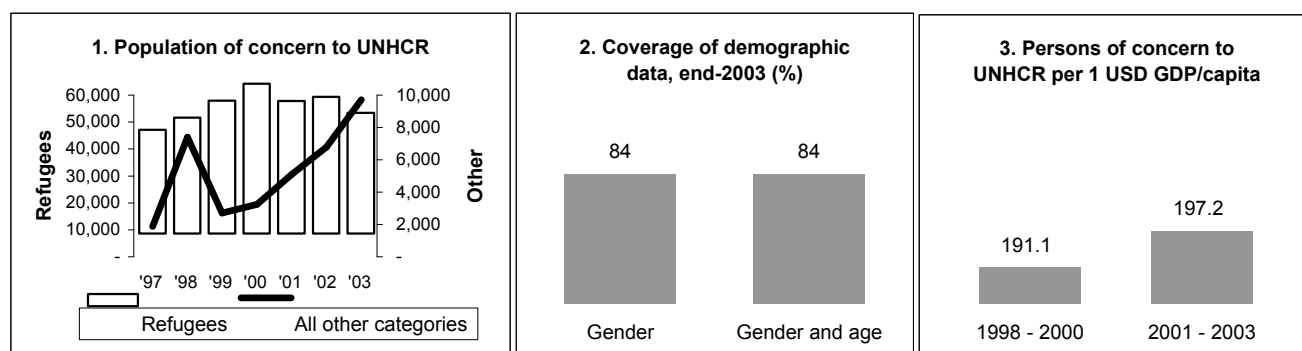 1. Population of concern to UNHCR
60,000
50,000
40,000
30,000
20,000
10,000
-
Refugees
10,000
8,000
6,000
4,000
2,000
-
Other
'97 '98 '99 '00 '01 '02 '03
Refugees All other categories
2. Coverage of demographic
data, end-2003 (%)
84 84
Gender Gender and age
3. Persons of concern to
UNHCR per 1 USD GDP/capita
191.1
197.2
1998 - 2000 2001 - 2003